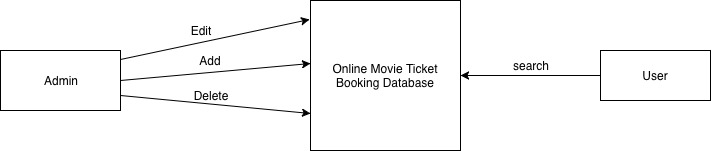 Edit
Add
Delete
Admin
Online Movie Ticket
Booking Database
search
User